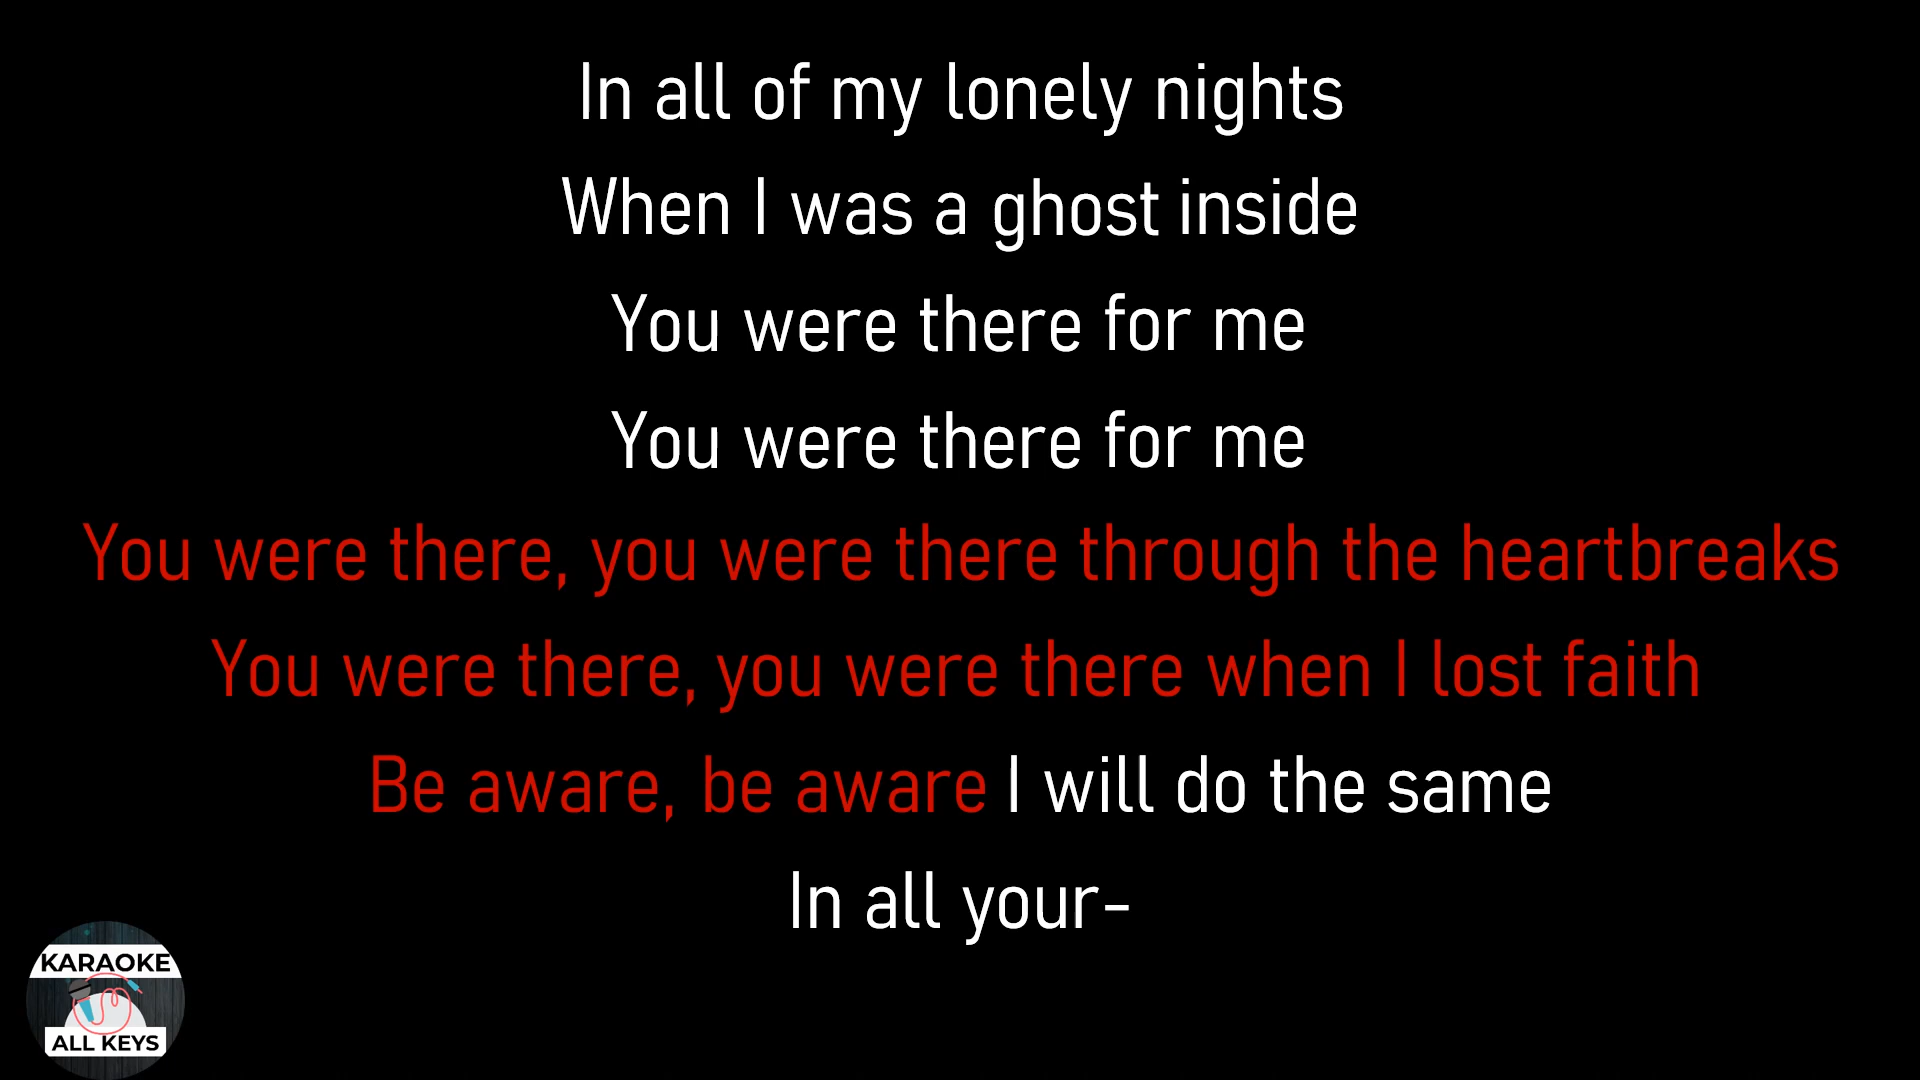 In all of my lonely nights
When I was a ghost inside
You were there for me
You were there for me
You were there, you were there through the heartbreaks
You were there, you were there when I lost faith
Be aware, be aware I will do the same
In all your-
KARAOKE
ALL KEYS